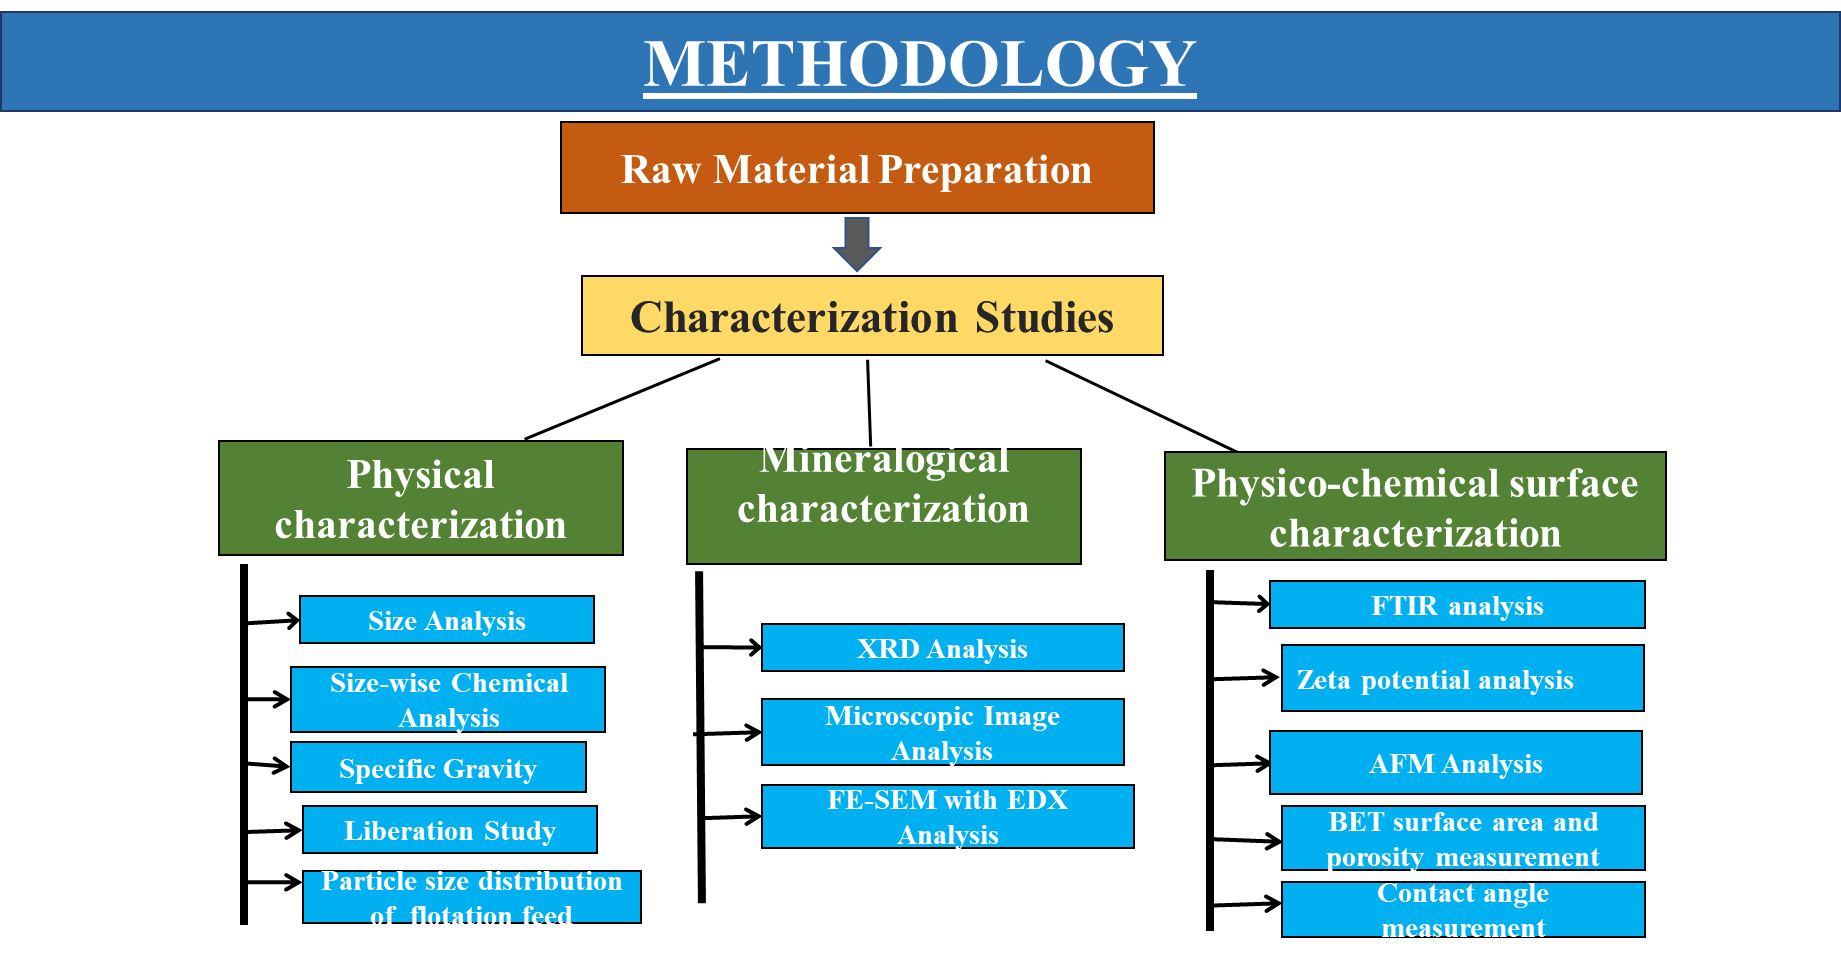 METHODOLOGY
Raw Material Preparation
Characterization Studies
Physical
characterization
Mineralogical
characterization
Physico-chemical surface
characterization
Size Analysis
Size-wise Chemical
Analysis
Specific Gravity
Liberation Study
Particle size distribution
of flotation feed
XRD Analysis
Microscopic Image
Analysis
FE-SEM with EDX
Analysis
FTIR analysis
Zeta potential analysis
AFM Analysis
BET surface area and
porosity measurement
Contact angle
measurement